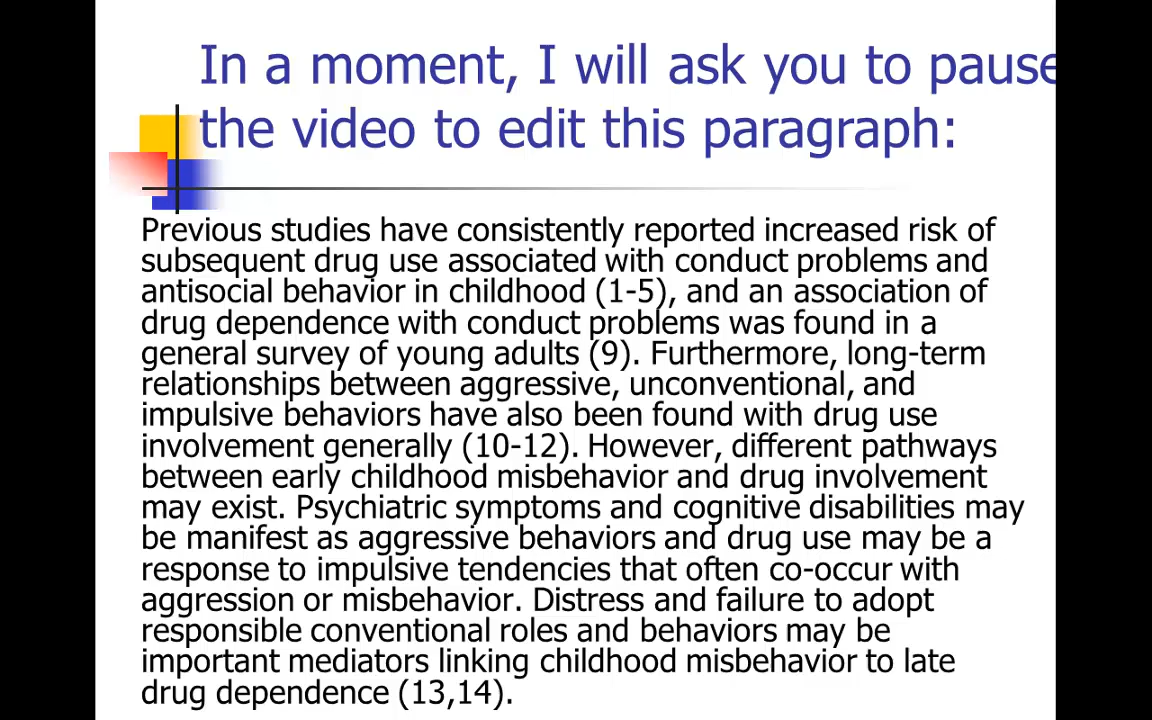 In a moment, I will ask you to pause
the video to edit this paragraph:
Previous studies have consistently reported increased risk of
subsequent drug use associated with conduct problems and
antisocial behavior in childhood (1-5), and an association of
drug dependence with conduct problems was found in a
general survey of young adults (9). Furthermore, long-term
relationships between aggressive, unconventional, and
impulsive behaviors have also been found with drug use
involvement generally (10-12). However, different pathways
between early childhood misbehavior and drug involvement
may exist. Psychiatric symptoms and cognitive disabilities may
be manifest as aggressive behaviors and drug use may be a
response to impulsive tendencies that often co-occur with
aggression or misbehavior. Distress and failure to adopt
responsible conventional roles and behaviors may be
important mediators linking childhood misbehavior to late
drug dependence (13,14).